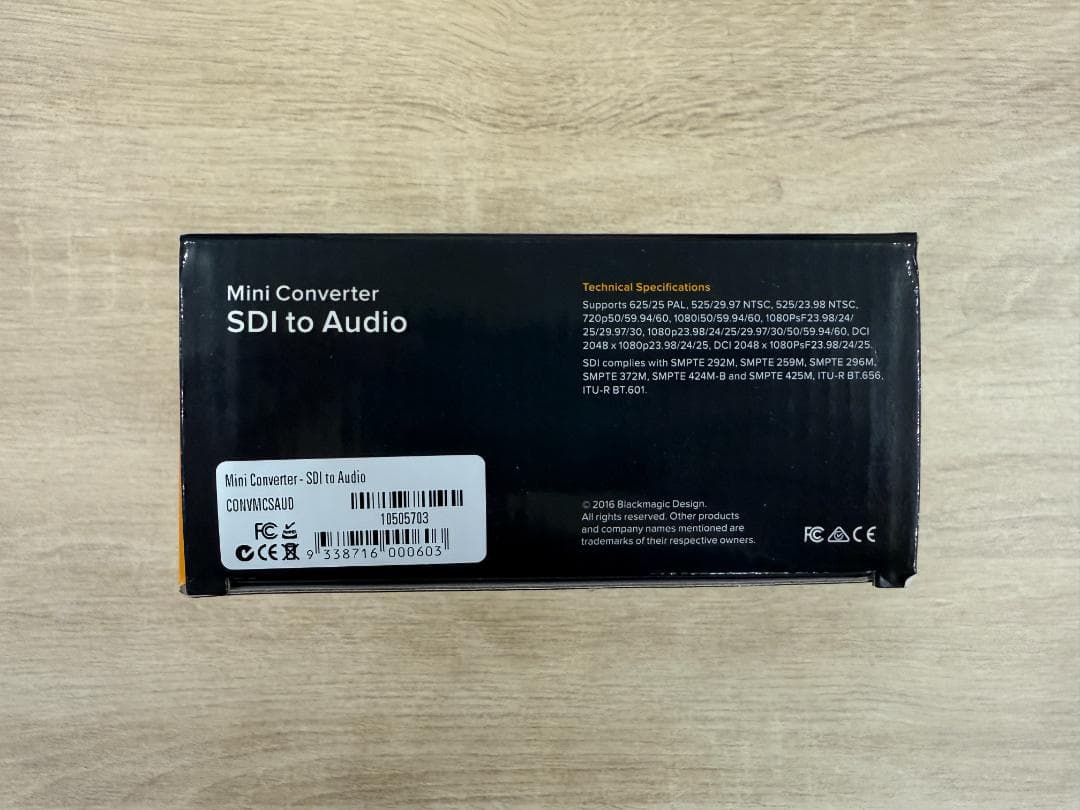 Mini Converter
SDI to Audio
Technical Specifications
Supports 625/25 PAL, 525/29.97 NTSC, 525/23.98 NTSC,
720p50/59.94/60, 1080i50/59.94/60, 1080PsF23.98/24/
25/29.97/30, 1080p23.98/24/25/29.97/30/50/59.94/60, DCI
2048 x 1080p23.98/24/25, DCI 2048 x 1080PsF23.98/24/25.
SDI complies with SMPTE 292M, SMPTE 259M, SMPTE 296M,
SMPTE 372M, SMPTE 424M-B and SMPTE 425M, ITU-R BT.656,
ITU-R BT.601.
Mini Converter - SDI to Audio
CONVMCSAUD
10505703
FC
CE
9 338716 000603
© 2016 Blackmagic Design.
All rights reserved. Other products
and company names mentioned are
trademarks of their respective owners.
FC CE